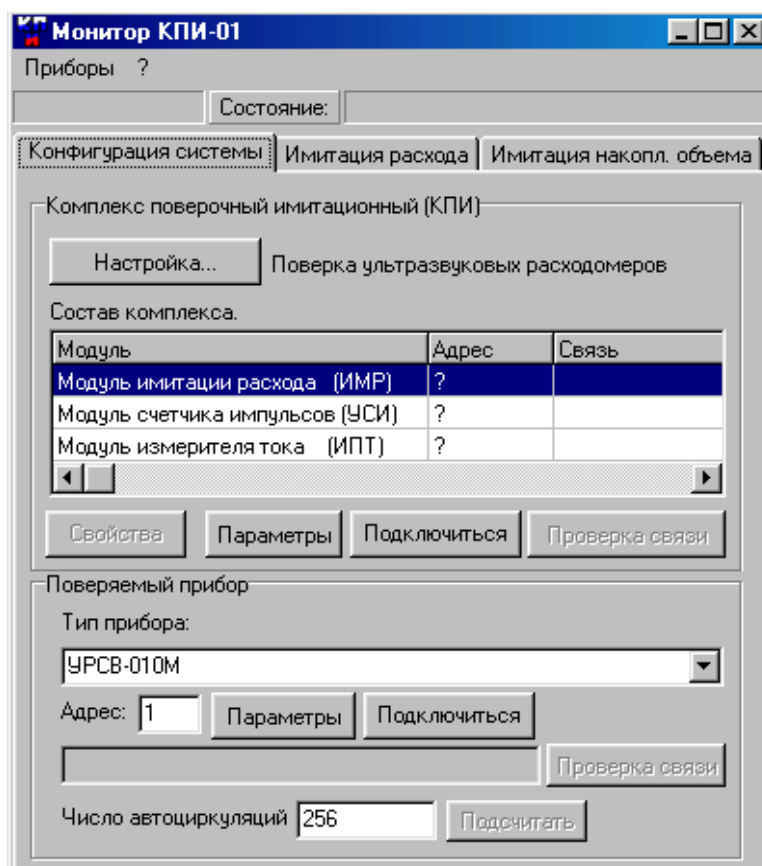 Монитор КПИ-01
Приборы ?
Состояние:
Конфигурация системы Имитация расхода Имитация накопл. объема
Комплекс поверочный имитационный (КПИ)
Настройка... Поверка ультразвуковых расходомеров
Состав комплекса.
Модуль Адрес Связь
Модуль имитации расхода (ИМР) ?
Модуль счетчика импульсов (УСИ) ?
Модуль измерителя тока (ИПТ) ?
Свойства Параметры Подключиться Проверка связи
Поверяемый прибор
Тип прибора:
УРСВ-010М
Адрес: 1 Параметры Подключиться
Проверка связи
Число автоциркуляций 256 Подсчитать